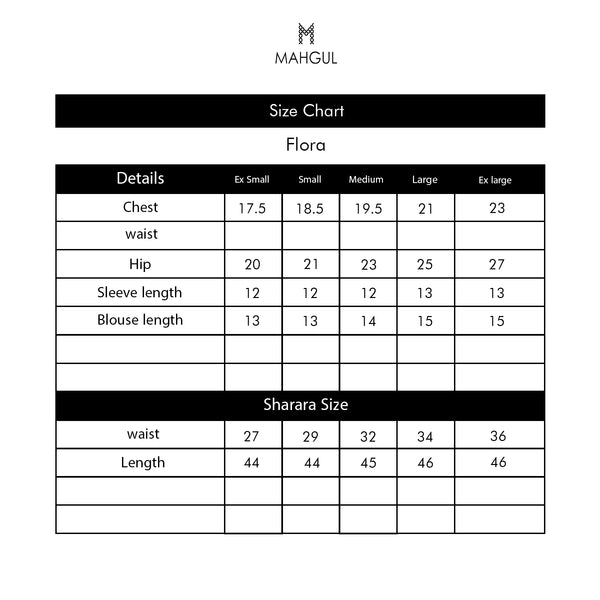 MAHGUL
Size Chart
Flora
Details Ex Small Small Medium Large Ex large
Chest 17.5 18.5 19.5 21 23
waist
Hip 20 21 23 25 27
Sleeve length 12 12 12 13 13
Blouse length 13 13 14 15 15
Sharara Size
waist 27 29 32 34 36
Length 44 44 45 46 46